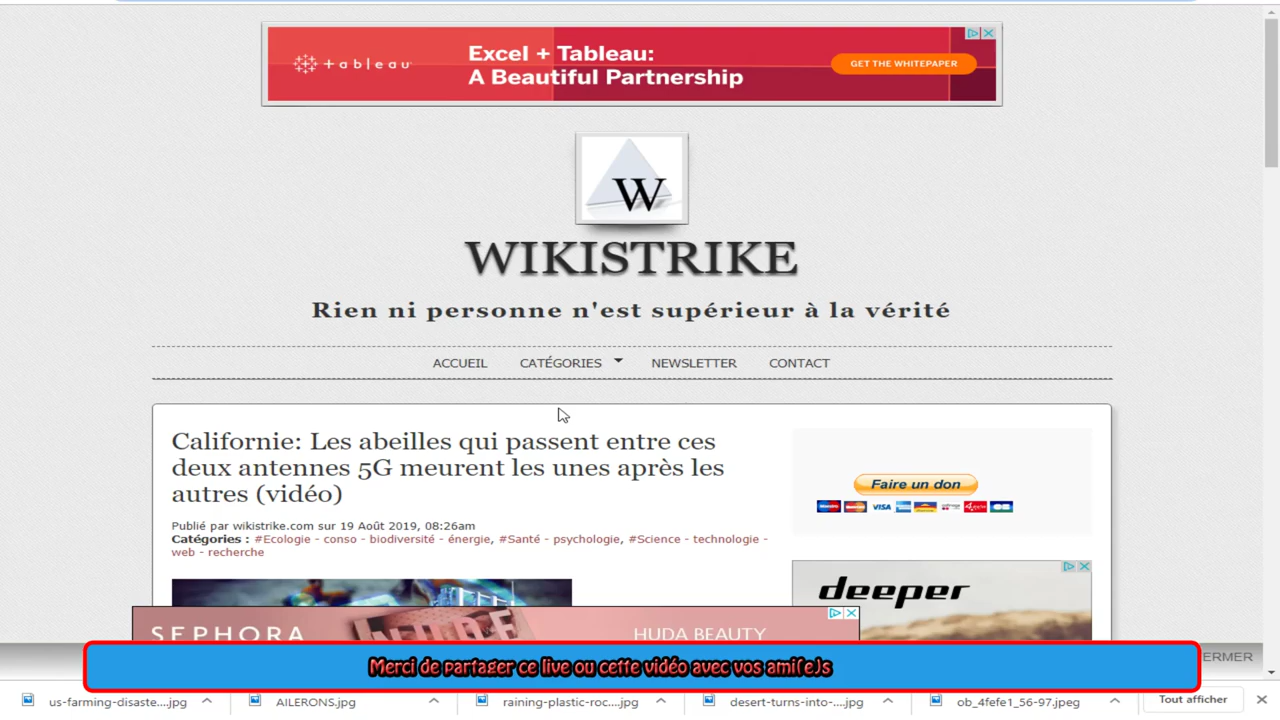 + a b l e a u
Excel + Tableau:
A Beautiful Partnership
GET THE WHITEPAPER
W
WIKISTRIKE
Rien ni personne n'est supérieur à la vérité
ACCUEIL CATÉGORIES NEWSLETTER CONTACT
Californie: Les abeilles qui passent entre ces
deux antennes 5G meurent les unes après les
autres (vidéo)
Publié par wikistrike.com sur 19 Août 2019, 08:26am
Catégories : #Ecologie - conso - biodiversité - énergie, #Santé - psychologie, #Science - technologie -
web - recherche
Faire un don
VISA
deeper
SEPHORA
HUDA BEAUTY
ERMER
Merci de partager ce live ou cette vidéo avec vos ami(e)s
us-farming-disaste....jpg
AILERONS.jpg
raining-plastic-roc....jpg
desert-turns-into-....jpg
ob_4fefe1_56-97.jpeg
Tout afficher